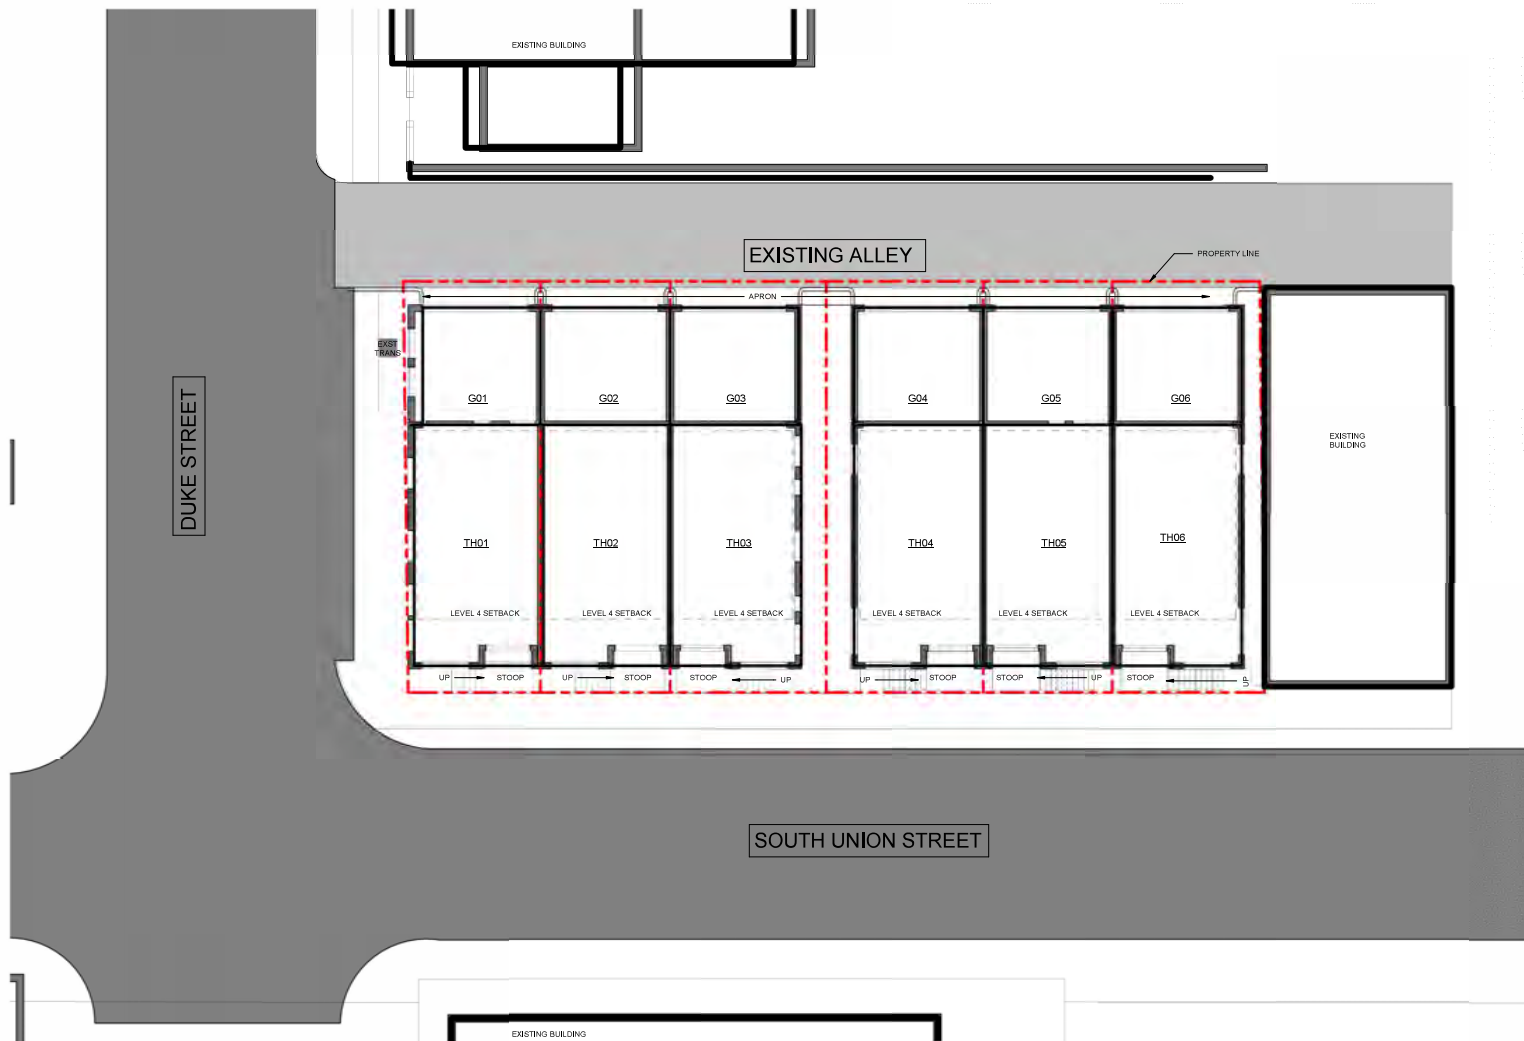 EXISTING BUILDING
EXISTING ALLEY
PROPERTY LINE
APRON
EXST
TRANS
G01
G02
G03
G04
G05
G06
DUKE STREET
EXISTING
BUILDING
TH01
TH02
TH03
TH04
TH05
TH06
LEVEL 4 SETBACK
LEVEL 4 SETBACK
LEVEL 4 SETBACK
LEVEL 4 SETBACK
LEVEL 4 SETBACK
LEVEL 4 SETBACK
UP
STOOP
UP
STOOP
STOOP
UP
UP
STOOP
STOOP
UP
STOOP
UP
SOUTH UNION STREET
EXISTING BUILDING